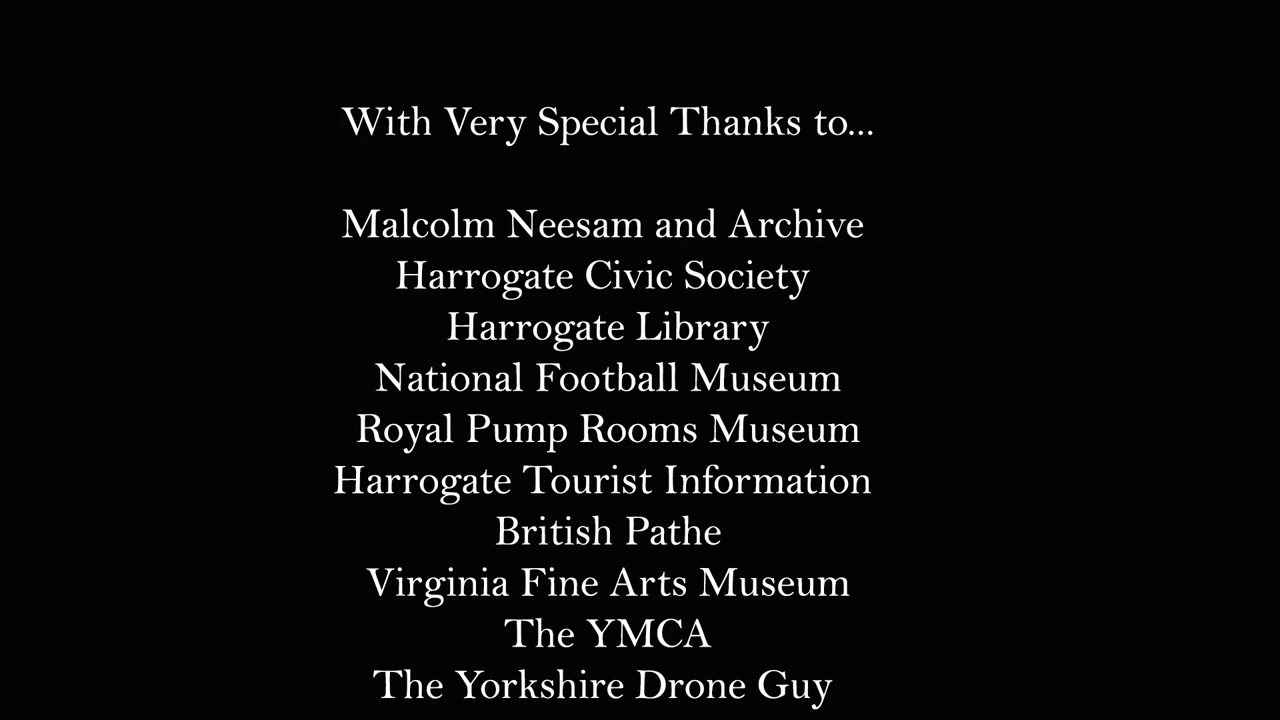 With Very Special Thanks to...
Malcolm Neesam and Archive
Harrogate Civic Society
Harrogate Library
National Football Museum
Royal Pump Rooms Museum
Harrogate Tourist Information
British Pathe
Virginia Fine Arts Museum
The YMCA
The Yorkshire Drone Guy